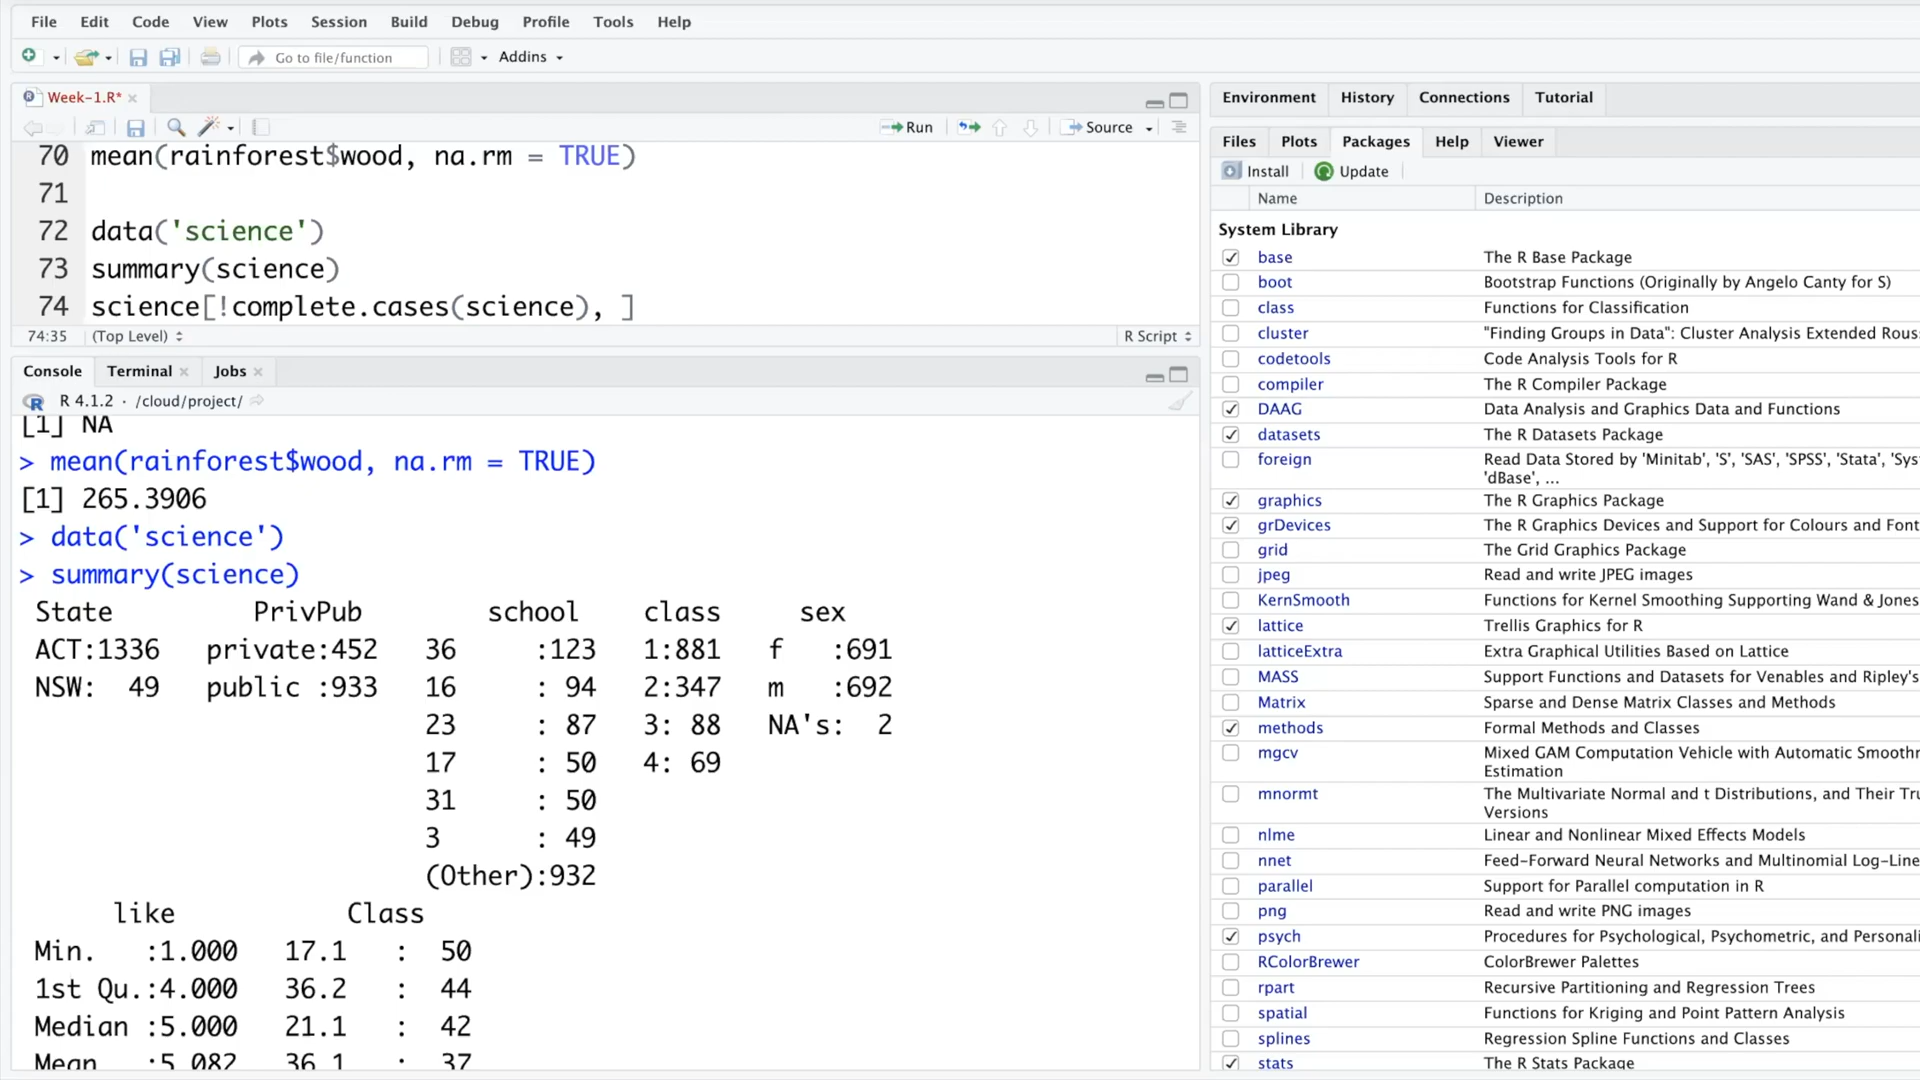 File Edit Code View Plots Session Build Debug Profile Tools Help
Go to file/function Addins
Week-1.R*
Run Source
70 mean(rainforest$wood, na.rm = TRUE)
71
72 data('science')
73 summary(science)
74 science[!complete.cases(science), ]
74:35 (Top Level) R Script
Console Terminal Jobs
R 4.1.2 · /cloud/project/
[1] NA
> mean(rainforest$wood, na.rm = TRUE)
[1] 265.3906
> data('science')
> summary(science)
State PrivPub school class sex
ACT:1336 private:452 36 :123 1:881 f :691
NSW: 49 public :933 16 : 94 2:347 m :692
23 : 87 3: 88 NA's: 2
17 : 50 4: 69
31 : 50
3 : 49
(Other):932
like Class
Min. :1.000 17.1 : 50
1st Qu.:4.000 36.2 : 44
Median :5.000 21.1 : 42
Mean :5.082 36.1 : 37
Environment History Connections Tutorial
Files Plots Packages Help Viewer
Install Update
Name Description
System Library
base The R Base Package
boot Bootstrap Functions (Originally by Angelo Canty for S)
class Functions for Classification
cluster "Finding Groups in Data": Cluster Analysis Extended Rous
codetools Code Analysis Tools for R
compiler The R Compiler Package
DAAG Data Analysis and Graphics Data and Functions
datasets The R Datasets Package
foreign Read Data Stored by 'Minitab', 'S', 'SAS', 'SPSS', 'Stata', 'Sys
'dBase', ...
graphics The R Graphics Package
grDevices The R Graphics Devices and Support for Colours and Font
grid The Grid Graphics Package
jpeg Read and write JPEG images
KernSmooth Functions for Kernel Smoothing Supporting Wand & Jones
lattice Trellis Graphics for R
latticeExtra Extra Graphical Utilities Based on Lattice
MASS Support Functions and Datasets for Venables and Ripley's
Matrix Sparse and Dense Matrix Classes and Methods
methods Formal Methods and Classes
mgcv Mixed GAM Computation Vehicle with Automatic Smooth
Estimation
mnormt The Multivariate Normal and t Distributions, and Their Tru
Versions
nlme Linear and Nonlinear Mixed Effects Models
nnet Feed-Forward Neural Networks and Multinomial Log-Line
parallel Support for Parallel computation in R
png Read and write PNG images
psych Procedures for Psychological, Psychometric, and Personali
RColorBrewer ColorBrewer Palettes
rpart Recursive Partitioning and Regression Trees
spatial Functions for Kriging and Point Pattern Analysis
splines Regression Spline Functions and Classes
stats The R Stats Package